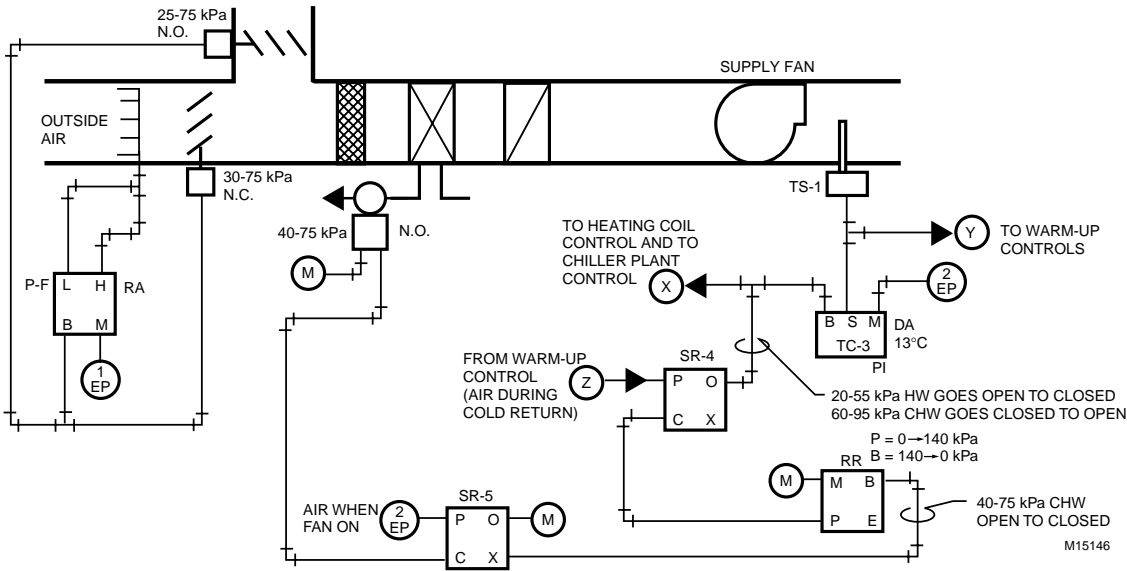 25-75 kPa
N.O.
SUPPLY FAN
OUTSIDE
AIR
30-75 kPa
N.C.
TS-1
40-75 kPa
N.O.
M
TO HEATING COIL
CONTROL AND TO
CHILLER PLANT
CONTROL
X
Y
TO WARM-UP
CONTROLS
2
EP
P-F
L H
B M
RA
1
EP
B S M
TC-3
DA
13°C
PI
FROM WARM-UP
CONTROL
(AIR DURING
COLD RETURN)
Z
SR-4
P O
C X
20-55 kPa HW GOES OPEN TO CLOSED
60-95 kPa CHW GOES CLOSED TO OPEN
P = 0→140 kPa
B = 140→0 kPa
RR
M
M B
P E
40-75 kPa CHW
OPEN TO CLOSED
AIR WHEN
FAN ON
2
EP
SR-5
P O
C X
M
M15146